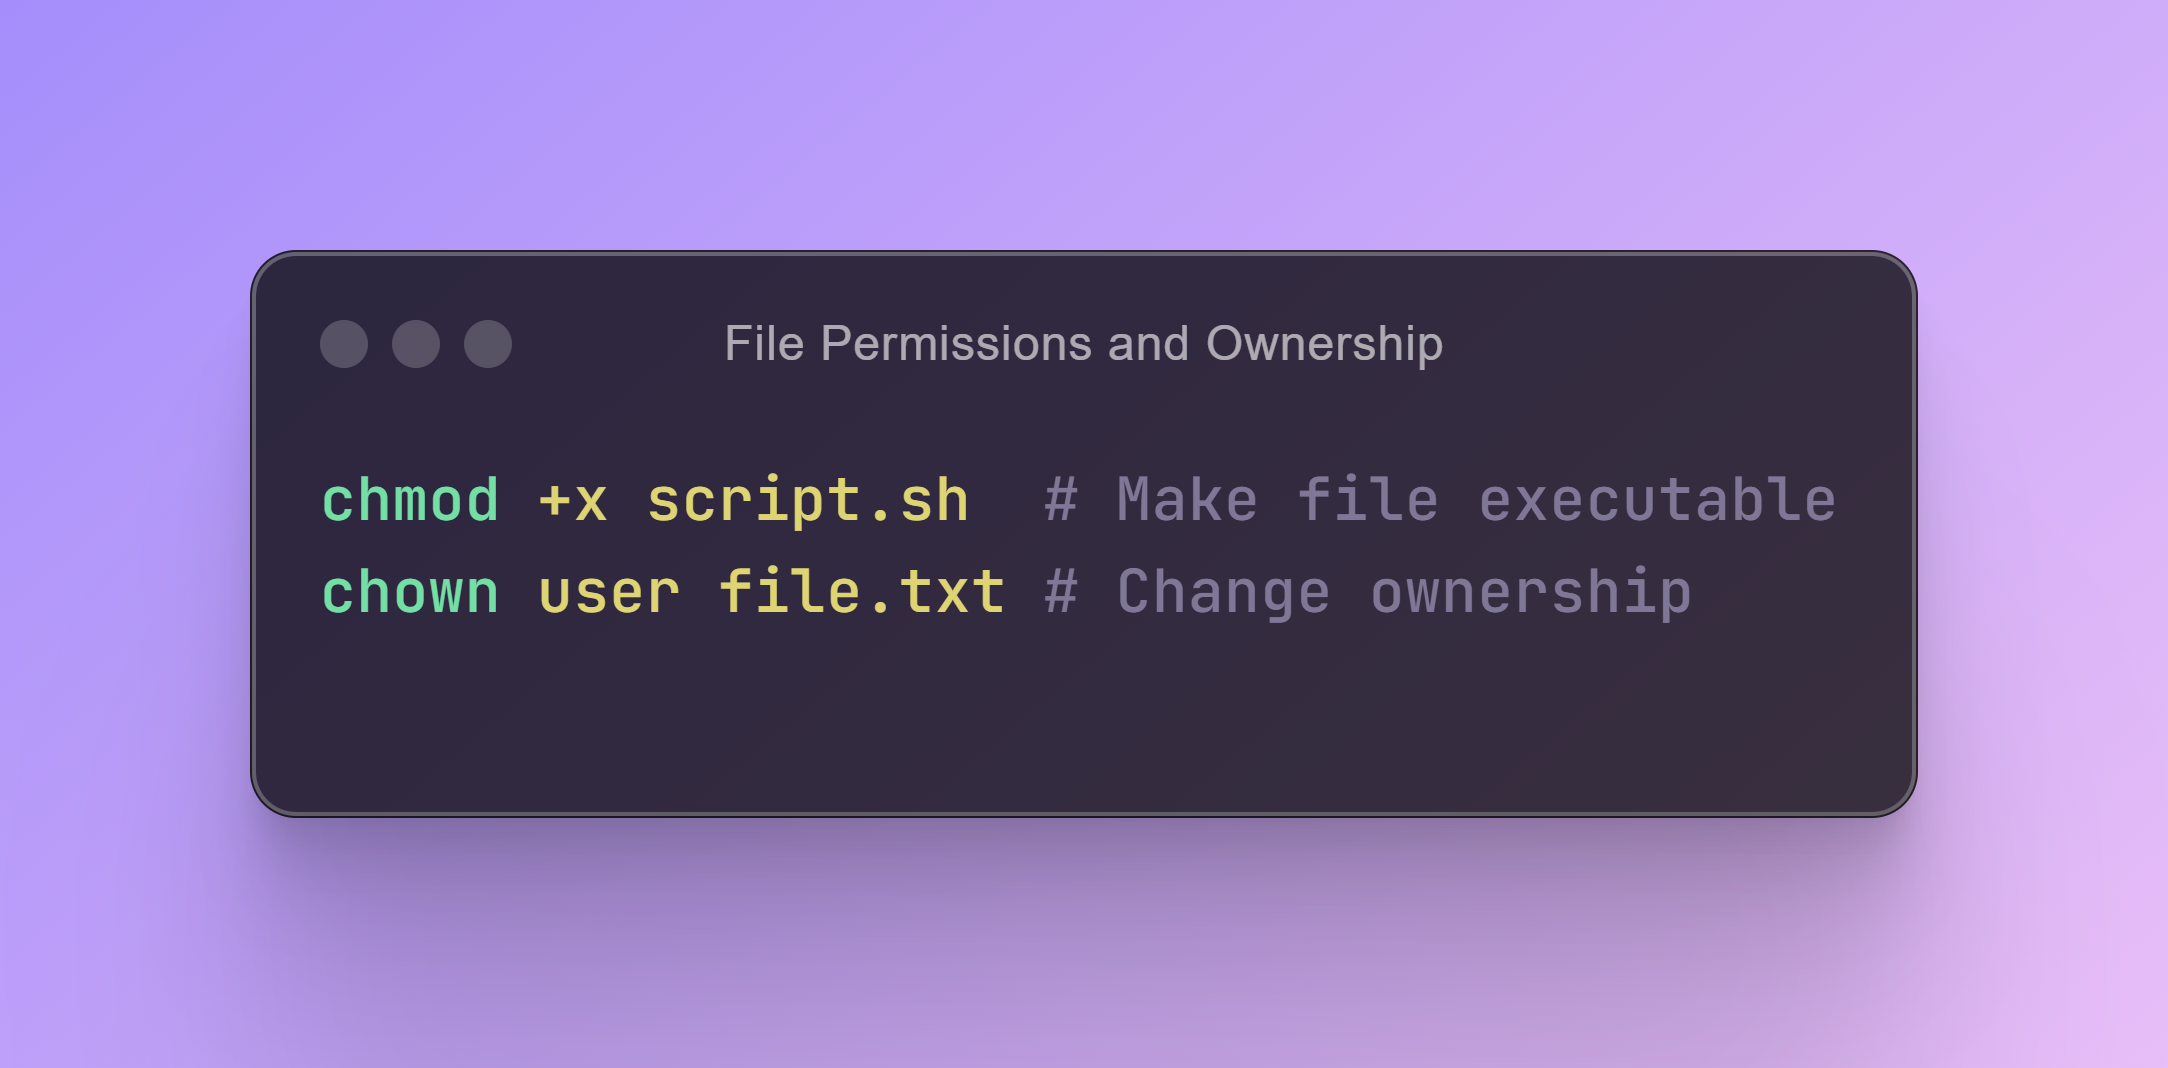 File Permissions and Ownership
chmod +x script.sh  # Make file executable
chown user file.txt # Change ownership